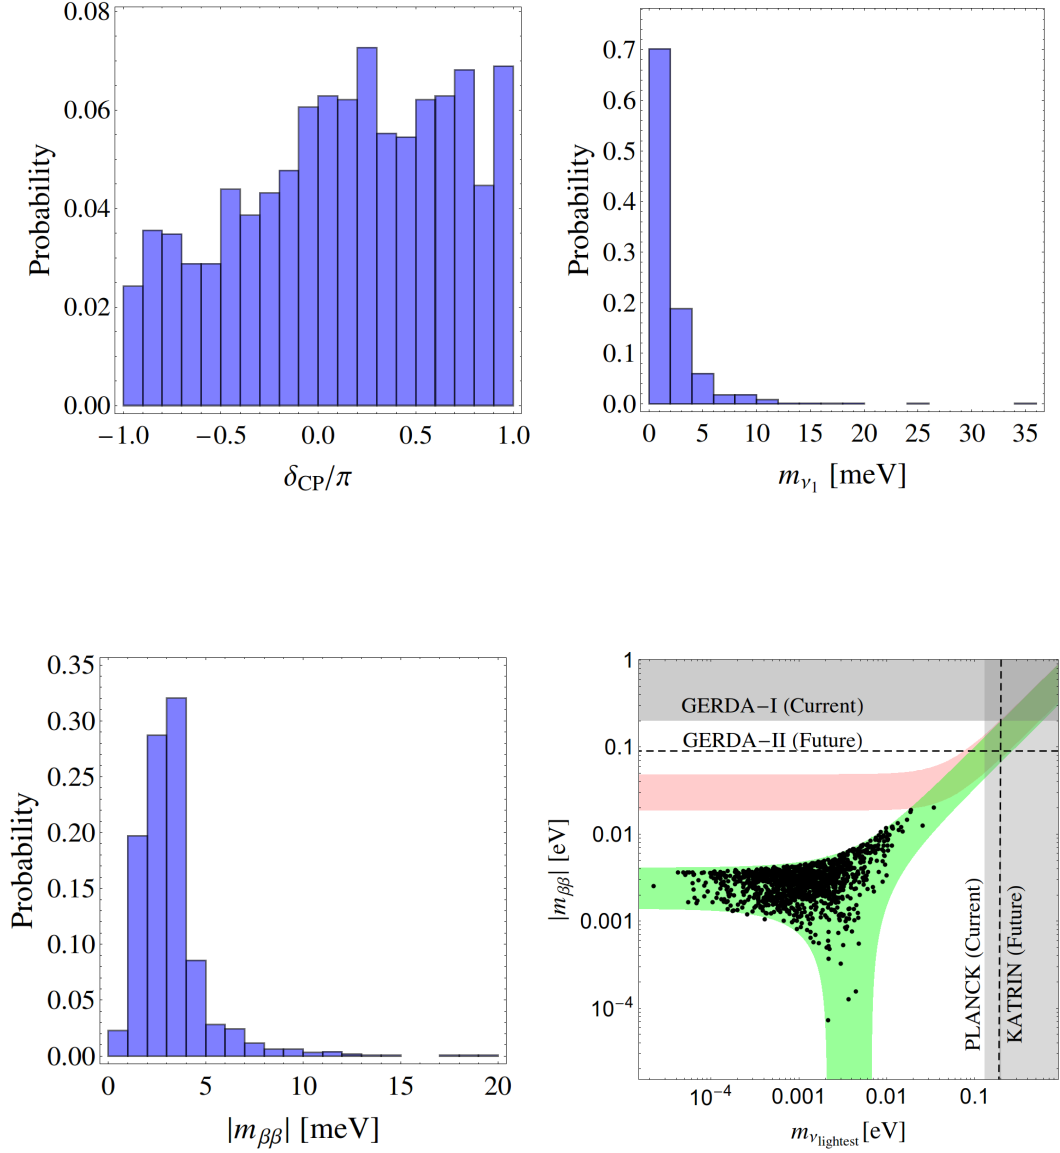 0.08
0.06
0.04
0.02
0.00
Probability
−1.0 −0.5 0.0 0.5 1.0
δCP/π
0.7
0.6
0.5
0.4
0.3
0.2
0.1
0.0
Probability
0 5 10 15 20 25 30 35
mν1 [meV]
0.35
0.30
0.25
0.20
0.15
0.10
0.05
0.00
Probability
0 5 10 15 20
|mββ| [meV]
1
0.1
0.01
0.001
10⁻⁴
|mββ| [eV]
GERDA−I (Current)
GERDA−II (Future)
PLANCK (Current)
KATRIN (Future)
10⁻⁴ 0.001 0.01 0.1
mνlightest [eV]